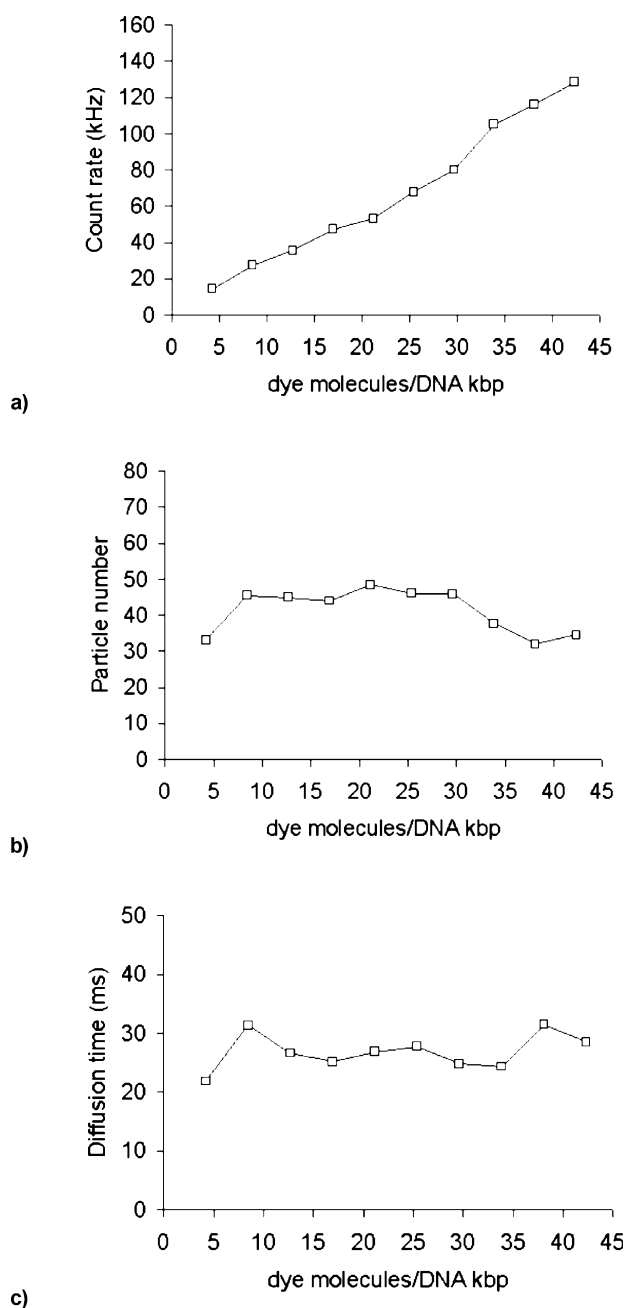 160
140
120
100
80
60
40
20
0
Count rate (kHz)
0 5 10 15 20 25 30 35 40 45
dye molecules/DNA kbp
a)
80
70
60
50
40
30
20
10
0
Particle number
0 5 10 15 20 25 30 35 40 45
dye molecules/DNA kbp
b)
50
40
30
20
10
0
Diffusion time (ms)
0 5 10 15 20 25 30 35 40 45
dye molecules/DNA kbp
c)